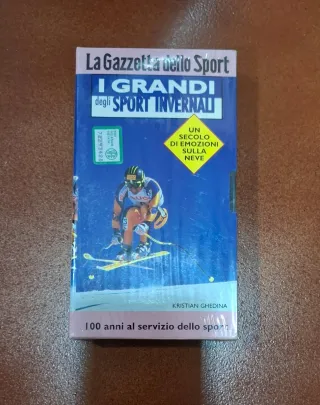 La Gazzetta dello Sport
I GRANDI
degli SPORT INVERNALI
UN
SECOLO
DI EMOZIONI
SULLA
NEVE
KRISTIAN GHEDINA
100 anni al servizio dello sport